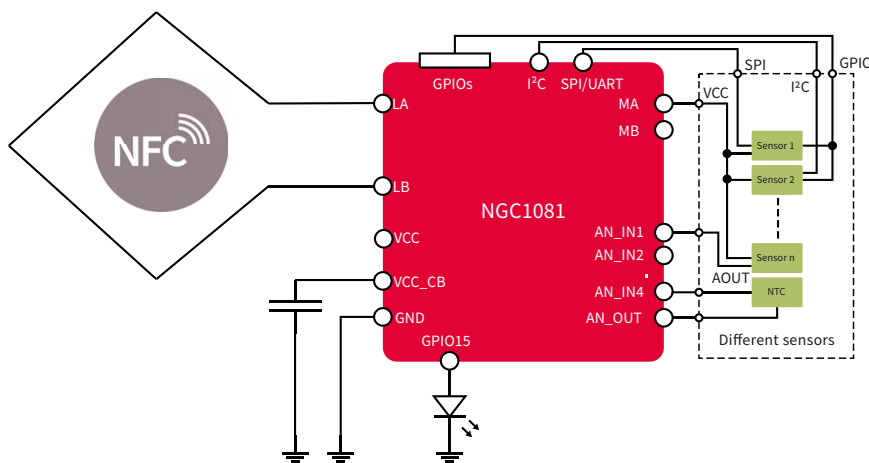 SPI
GPIO
GPIOs
I²C
SPI/UART
I²C
VCC
LA
MA
MB
Sensor 1
NFC
Sensor 2
LB
NGC1081
VCC
AN_IN1
AN_IN2
Sensor n
VCC_CB
AOUT
AN_IN4
NTC
GND
AN_OUT
GPIO15
Different sensors